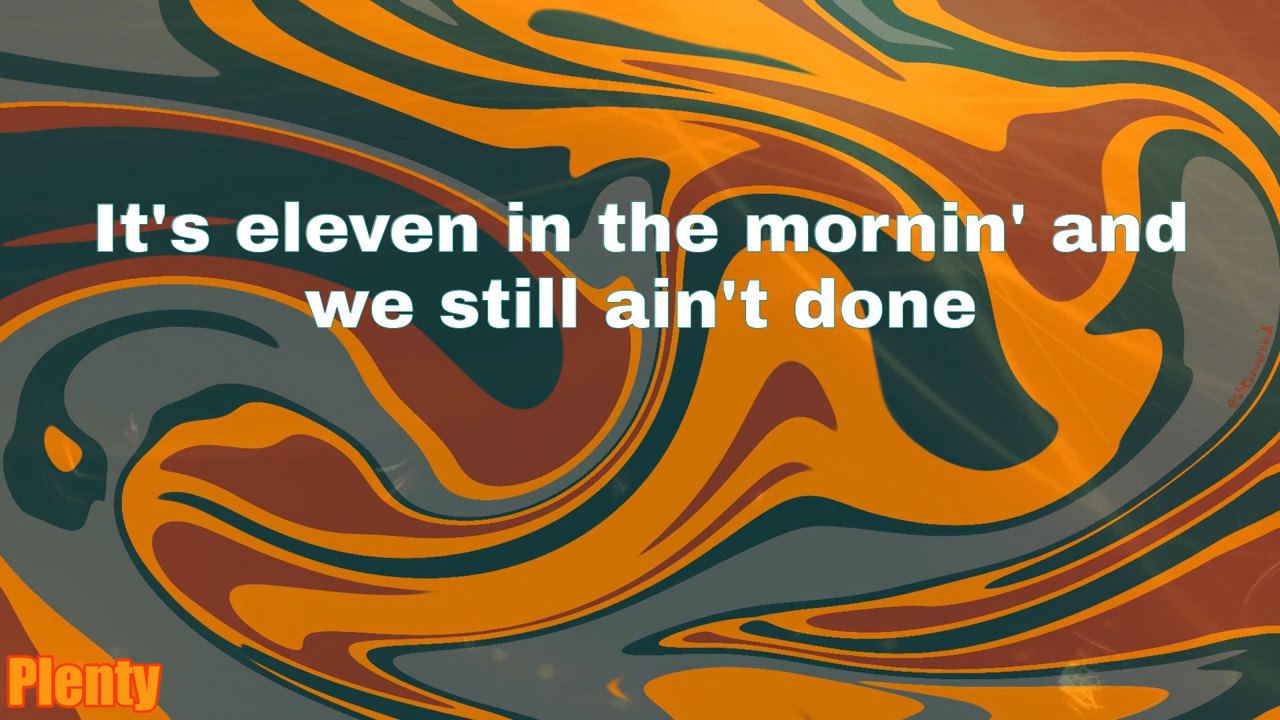 It's eleven in the mornin' and
we still ain't done
Plenty